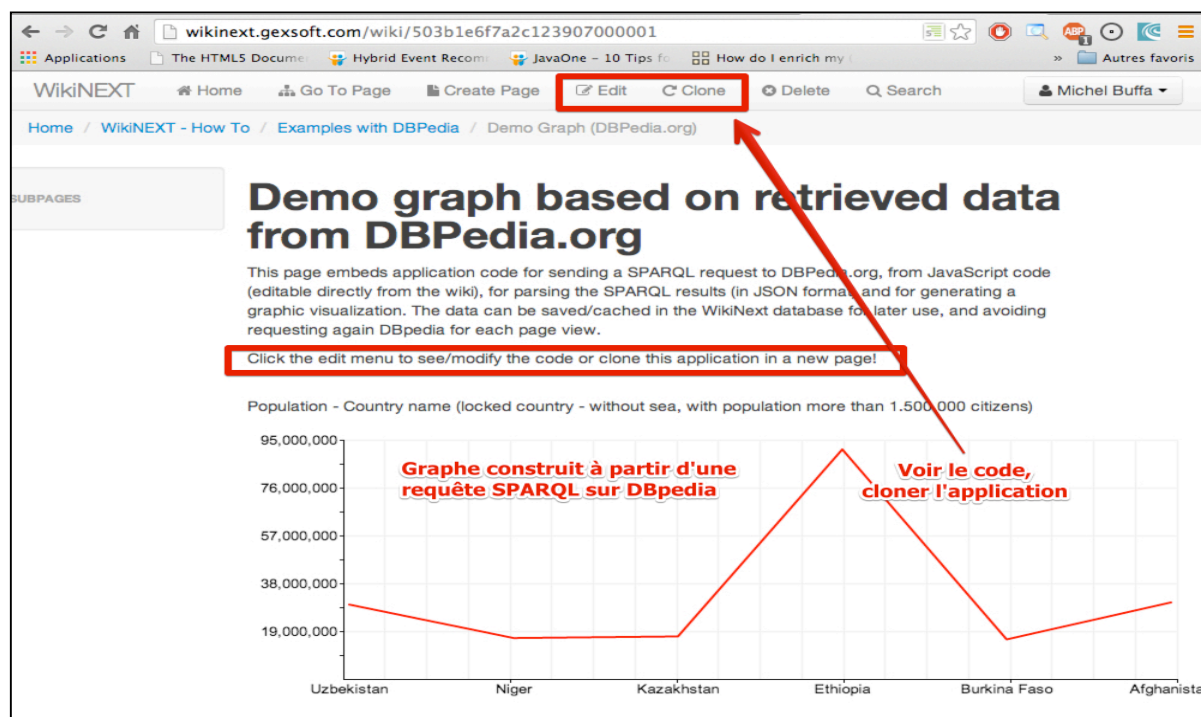 wikinext.gexsoft.com/wiki/503b1e6f7a2c123907000001
Applications The HTML5 Docume Hybrid Event Recom JavaOne – 10 Tips fo How do I enrich my ( » Autres favoris
WikiNEXT Home Go To Page Create Page Edit Clone Delete Search Michel Buffa
Home / WikiNEXT - How To / Examples with DBPedia / Demo Graph (DBPedia.org)
SUBPAGES
Demo graph based on retrieved data
from DBPedia.org
This page embeds application code for sending a SPARQL request to DBPedia.org, from JavaScript code
(editable directly from the wiki), for parsing the SPARQL results (in JSON format) and for generating a
graphic visualization. The data can be saved/cached in the WikiNext database for later use, and avoiding
requesting again DBpedia for each page view.
Click the edit menu to see/modify the code or clone this application in a new page!
Population - Country name (locked country - without sea, with population more than 1.500.000 citizens)
95,000,000
Graphe construit à partir d'une
requête SPARQL sur DBpedia
Voir le code,
cloner l'application
76,000,000
57,000,000
38,000,000
19,000,000
Uzbekistan Niger Kazakhstan Ethiopia Burkina Faso Afghanista